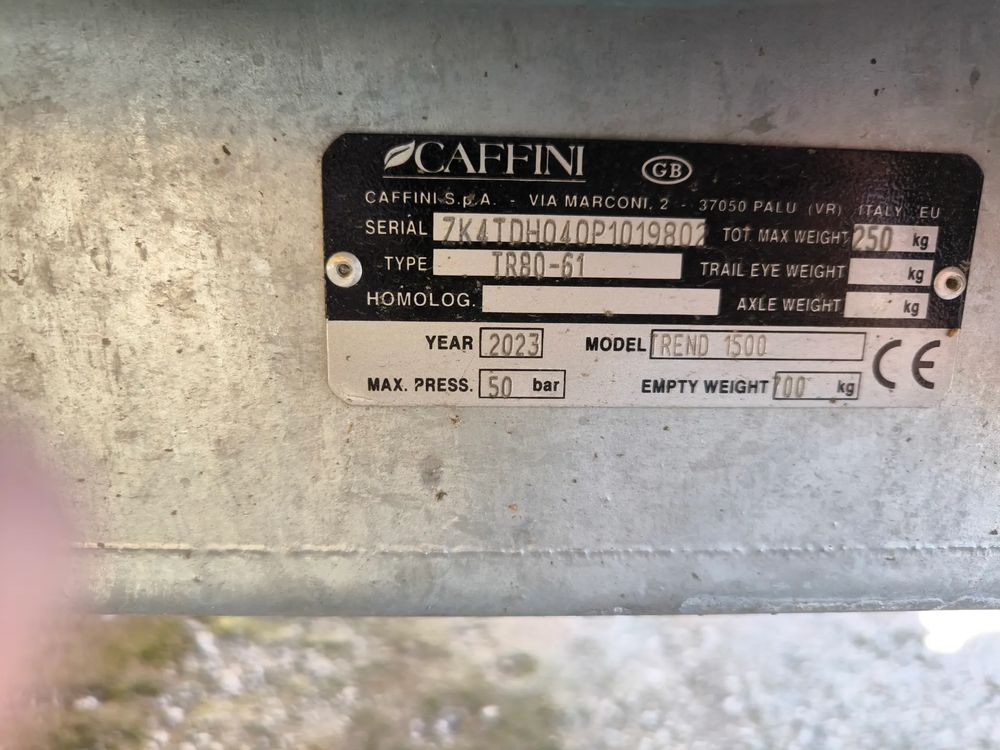 CAFFINI GB
CAFFINI S.p.A. - VIA MARCONI, 2 - 37050 PALU (VR) ITALY EU
SERIAL ZK4TDH040P1019802 TOT. MAX WEIGHT 250 kg
TYPE TR80-61 TRAIL EYE WEIGHT kg
HOMOLOG. AXLE WEIGHT kg
YEAR 2023 MODEL TREND 1500
MAX. PRESS. 50 bar EMPTY WEIGHT 700 kg
CE